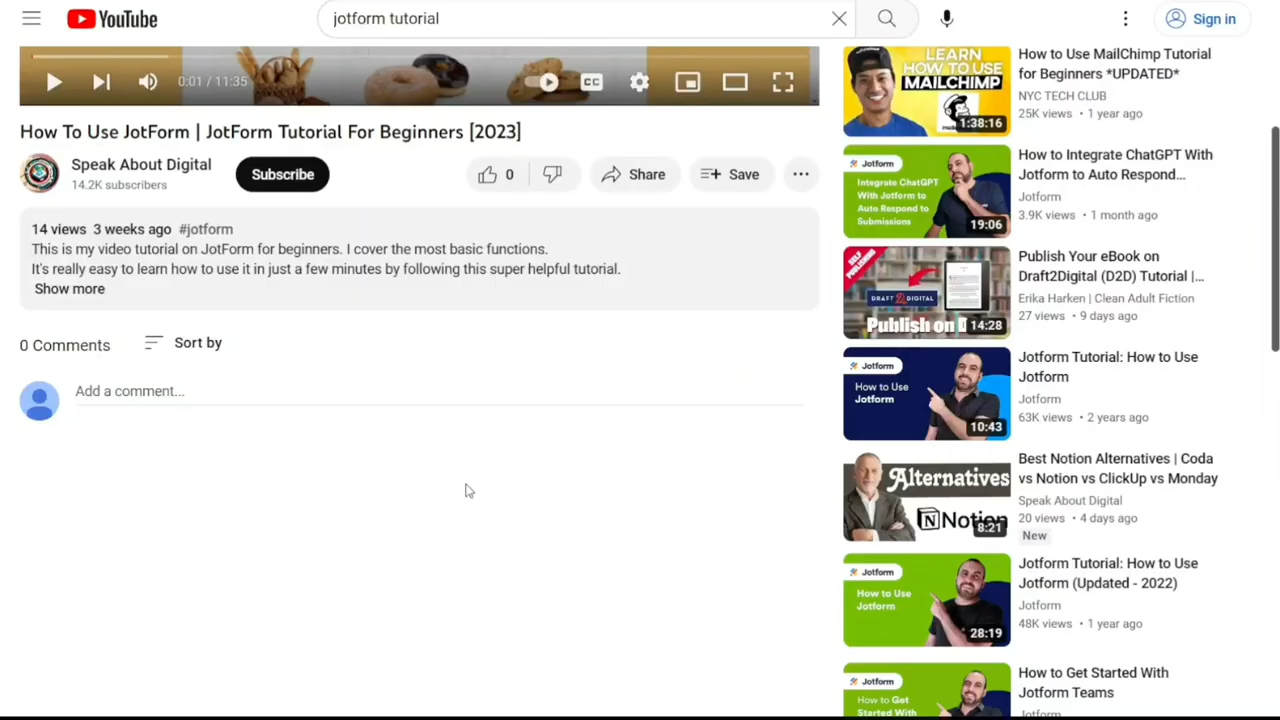 YouTube
jotform tutorial
Sign in
0:01 / 11:35
CC
How To Use JotForm | JotForm Tutorial For Beginners [2023]
Speak About Digital
14.2K subscribers
Subscribe
0
Share
Save
14 views 3 weeks ago #jotform
This is my video tutorial on JotForm for beginners. I cover the most basic functions.
It's really easy to learn how to use it in just a few minutes by following this super helpful tutorial.
Show more
0 Comments
Sort by
Add a comment...
LEARN
HOW TO USE
MAILCHIMP
1:38:16
How to Use MailChimp Tutorial
for Beginners *UPDATED*
NYC TECH CLUB
25K views • 1 year ago
Jotform
Integrate ChatGPT
With Jotform to
Auto Respond to
Submissions
19:06
How to Integrate ChatGPT With
Jotform to Auto Respond...
Jotform
3.9K views • 1 month ago
SELF
PUBLISHING
DRAFT 2 DIGITAL
Publish on D
14:28
Publish Your eBook on
Draft2Digital (D2D) Tutorial |...
Erika Harken | Clean Adult Fiction
27 views • 9 days ago
Jotform
How to Use
Jotform
10:43
Jotform Tutorial: How to Use
Jotform
Jotform
63K views • 2 years ago
Alternatives
Notion
8:21
Best Notion Alternatives | Coda
vs Notion vs ClickUp vs Monday
Speak About Digital
20 views • 4 days ago
New
Jotform
How to Use
Jotform
28:19
Jotform Tutorial: How to Use
Jotform (Updated - 2022)
Jotform
48K views • 1 year ago
Jotform
How to Get
Started With
How to Get Started With
Jotform Teams
Jotform